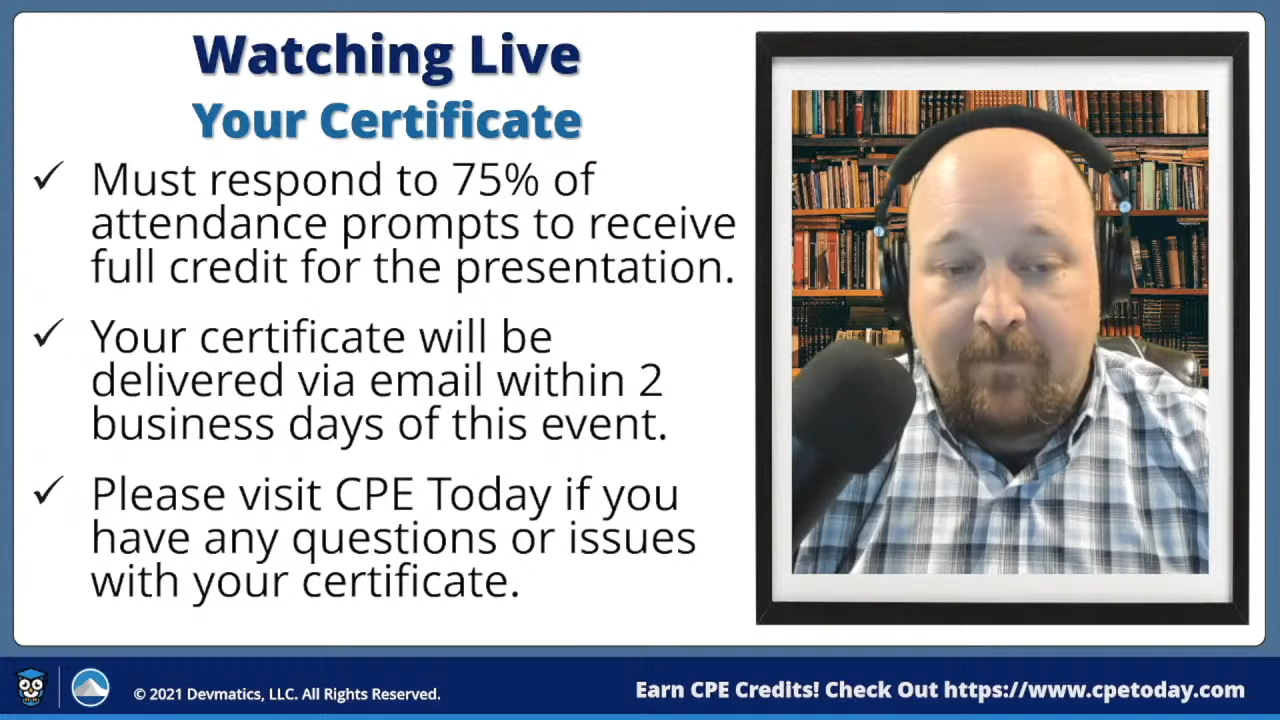 Watching Live
Your Certificate
✓ Must respond to 75% of
attendance prompts to receive
full credit for the presentation.
✓ Your certificate will be
delivered via email within 2
business days of this event.
✓ Please visit CPE Today if you
have any questions or issues
with your certificate.
© 2021 Devmatics, LLC. All Rights Reserved.
Earn CPE Credits! Check Out https://www.cpetoday.com